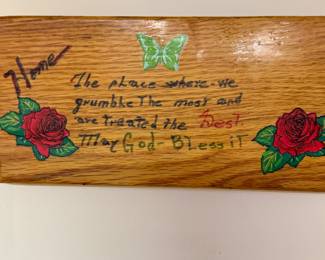 Home
The place where we
grumble The most and
are treated the Best
May God-Bless iT